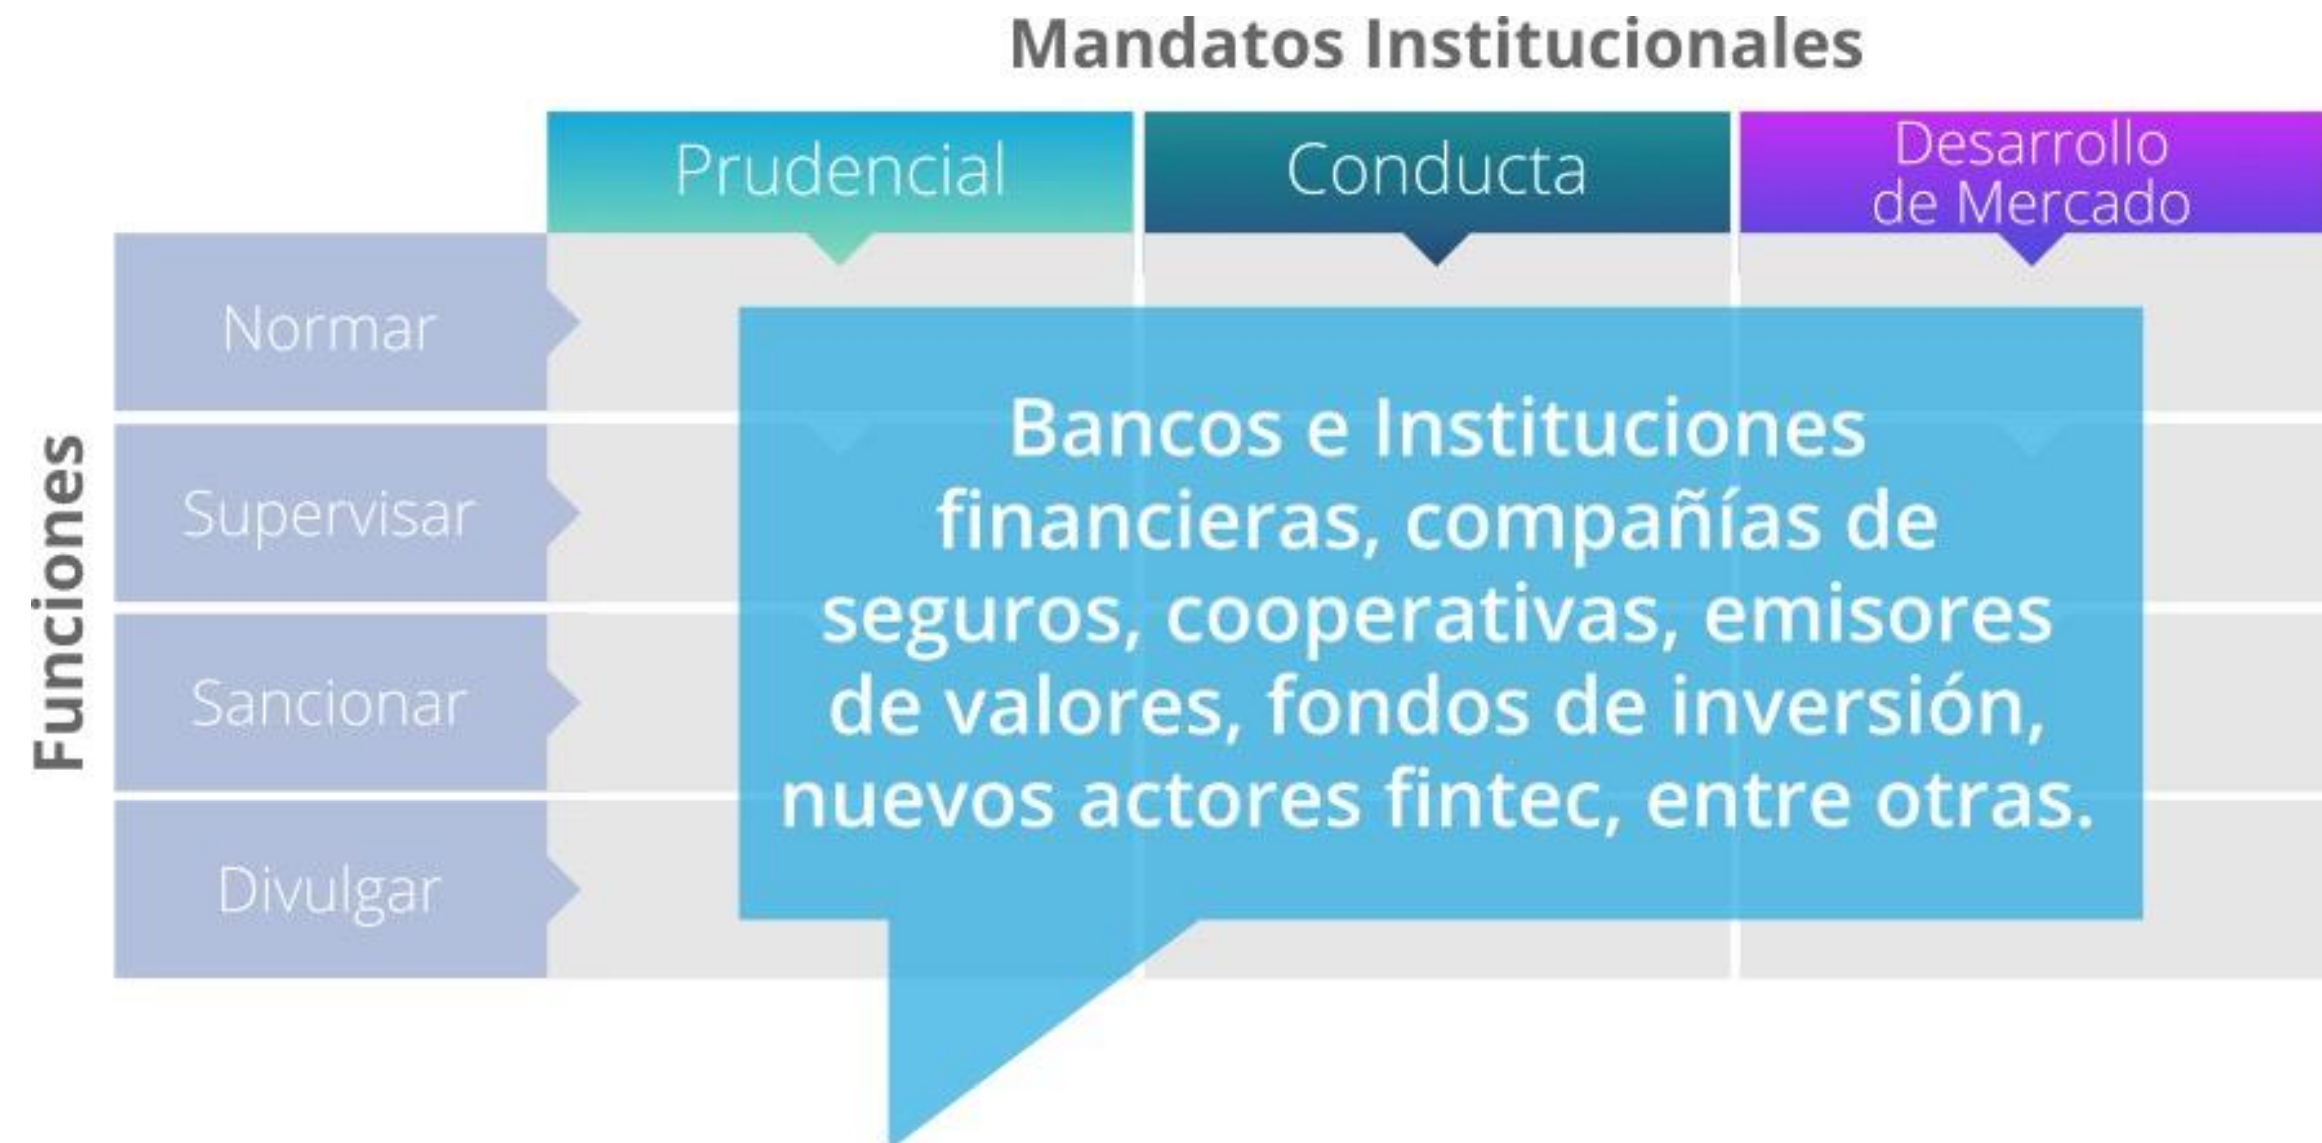 Mandatos Institucionales
Prudencial
Conducta
Desarrollo
de Mercado
Funciones
Normar
Supervisar
Sancionar
Divulgar
Bancos e Instituciones
financieras, compañías de
seguros, cooperativas, emisores
de valores, fondos de inversión,
nuevos actores fintec, entre otras.